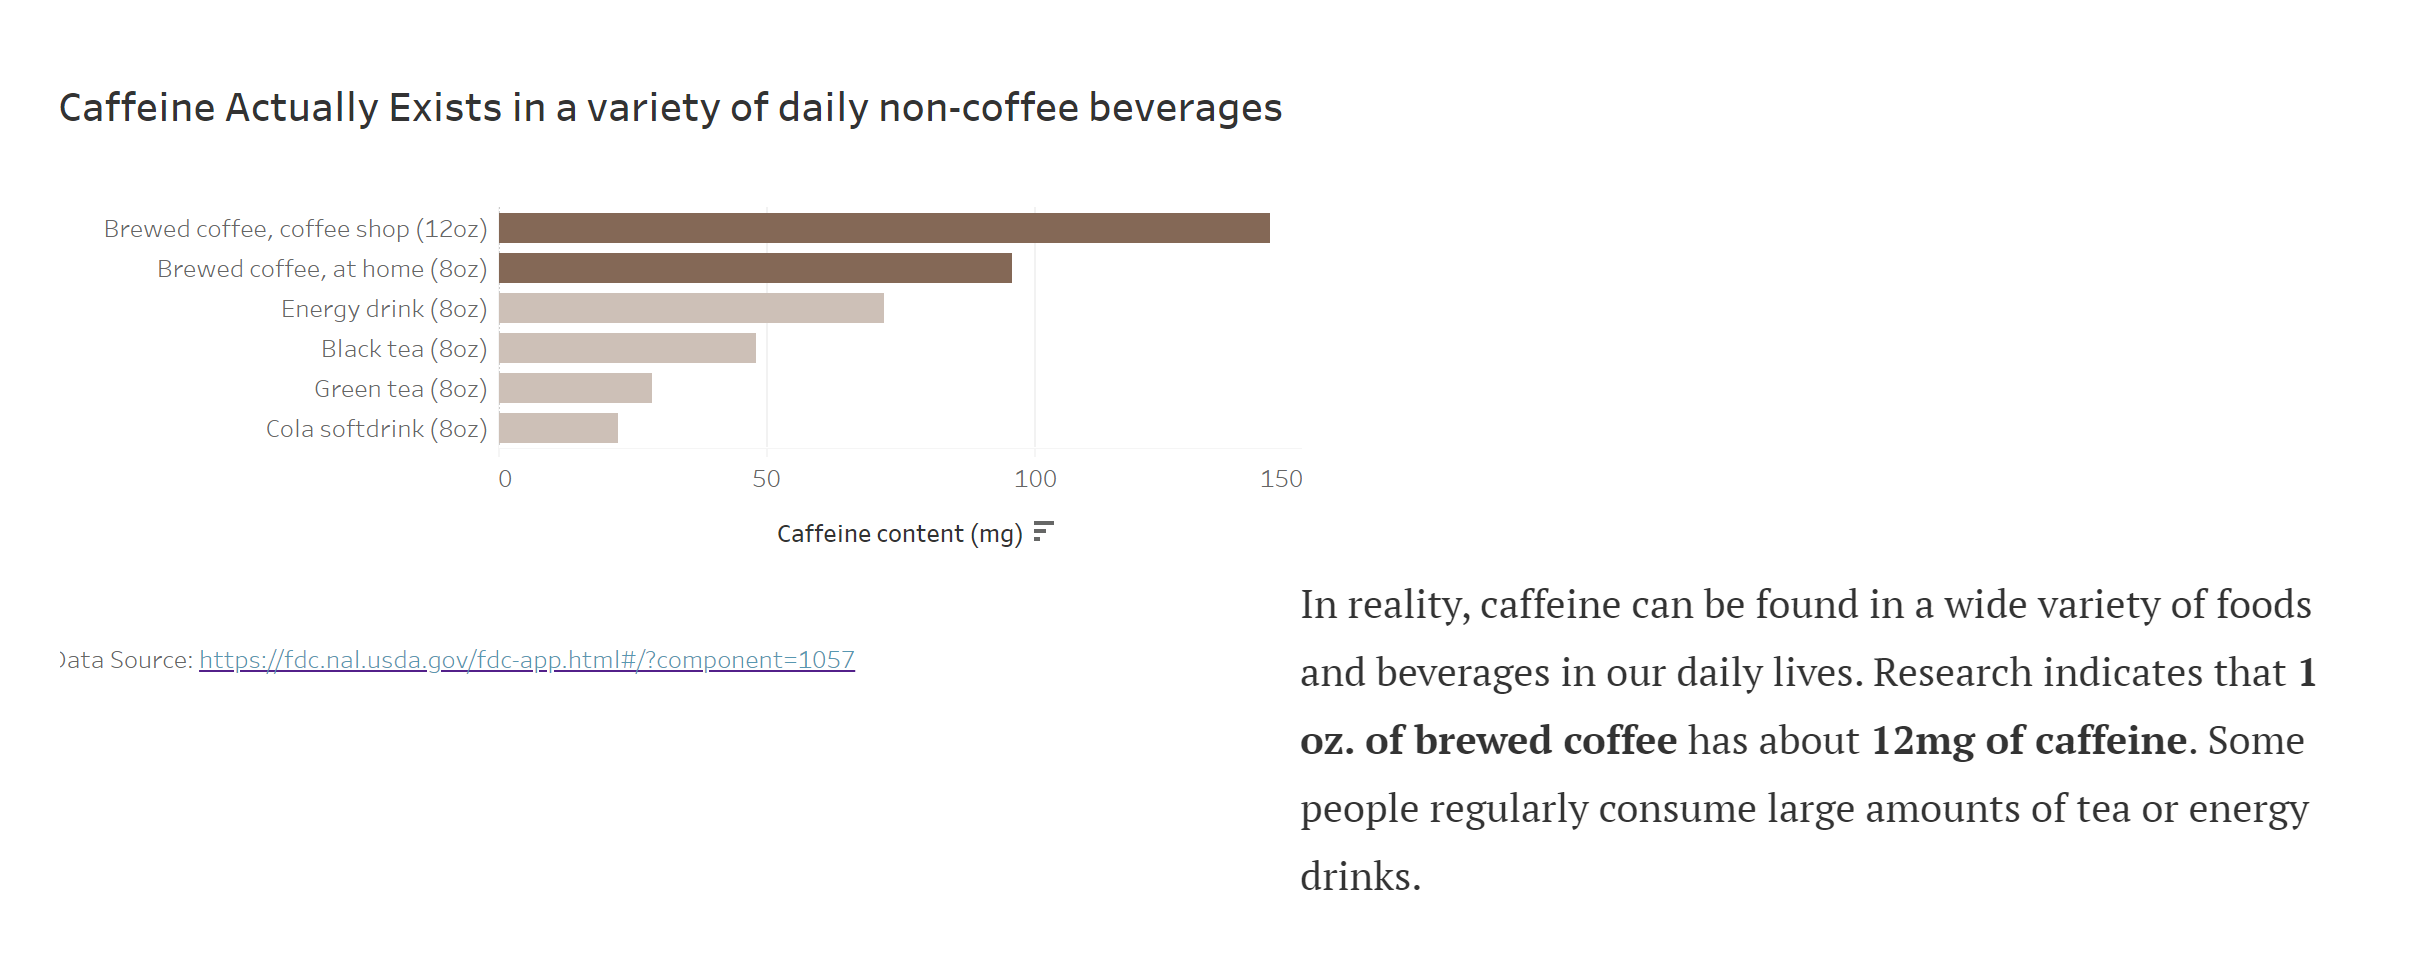 Caffeine Actually Exists in a variety of daily non-coffee beverages
Brewed coffee, coffee shop (12oz)
Brewed coffee, at home (8oz)
Energy drink (8oz)
Black tea (8oz)
Green tea (8oz)
Cola softdrink (8oz)
0 50 100 150
Caffeine content (mg)
Data Source: https://fdc.nal.usda.gov/fdc-app.html#/?component=1057
In reality, caffeine can be found in a wide variety of foods
and beverages in our daily lives. Research indicates that 1
oz. of brewed coffee has about 12mg of caffeine. Some
people regularly consume large amounts of tea or energy
drinks.